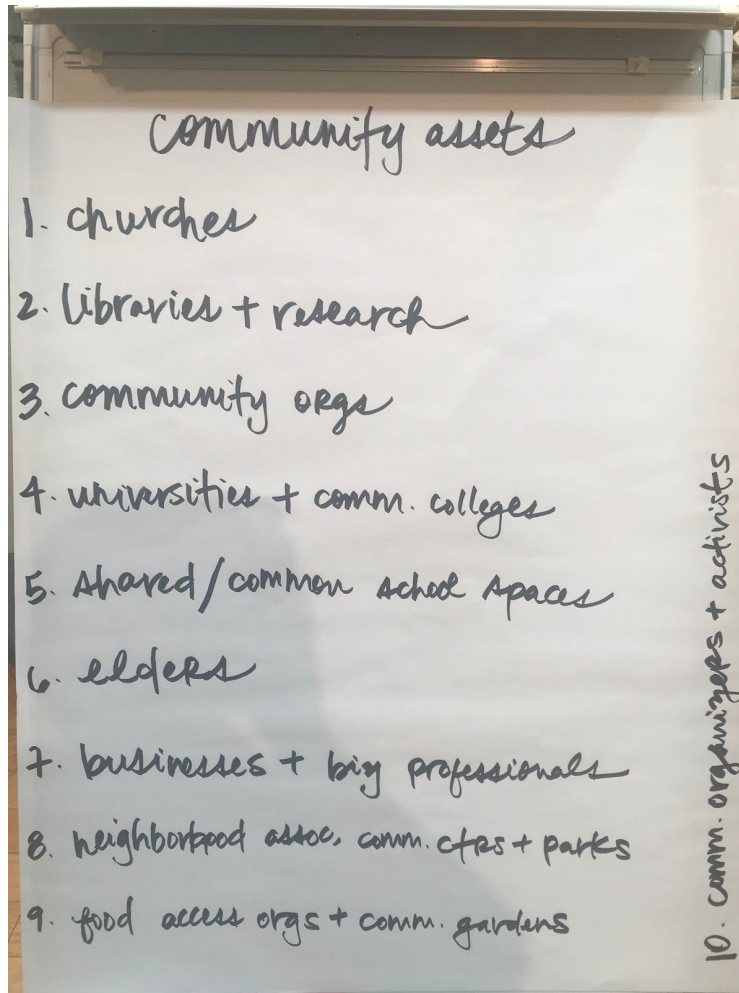 community assets
1. churches
2. libraries + research
3. community orgs
4. universities + comm. colleges
5. shared/common school spaces
6. elders
7. businesses + biz professionals
8. neighborhood assoc, comm. ctrs + parks
9. food access orgs + comm. gardens
10. comm. organizers + activists